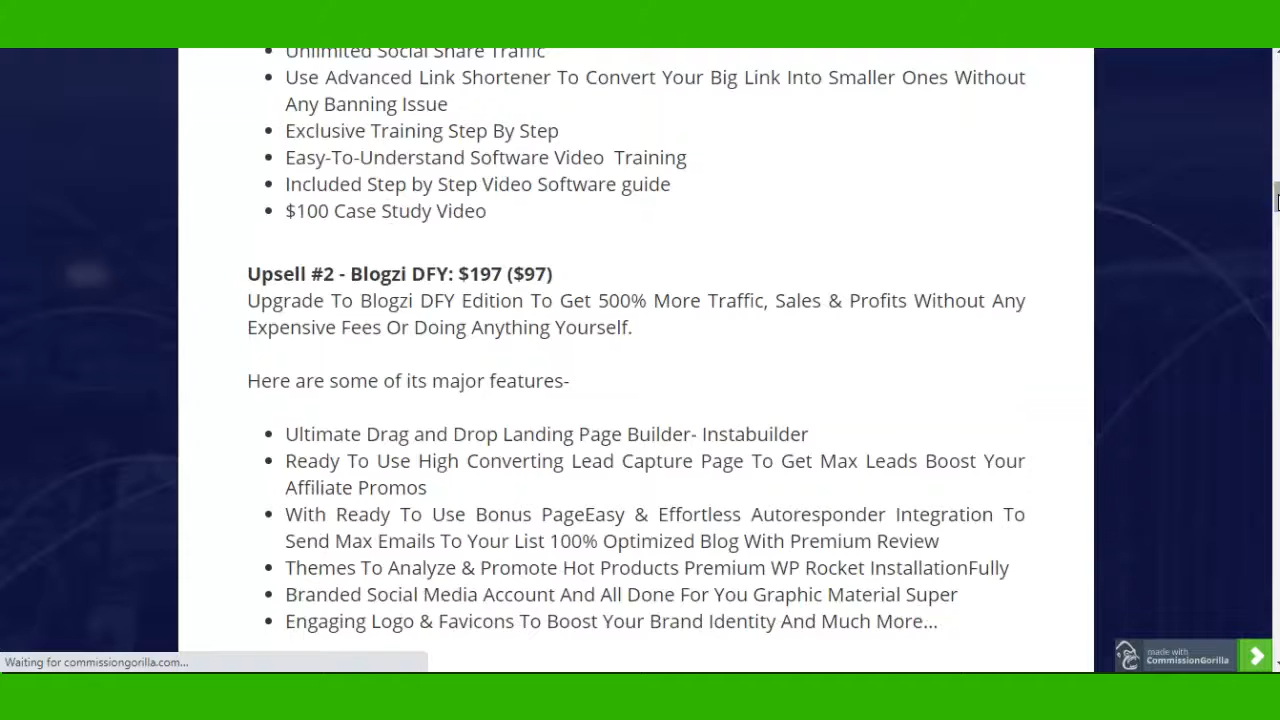 Unlimited Social Share Traffic
Use Advanced Link Shortener To Convert Your Big Link Into Smaller Ones Without
Any Banning Issue
Exclusive Training Step By Step
Easy-To-Understand Software Video Training
Included Step by Step Video Software guide
$100 Case Study Video
Upsell #2 - Blogzi DFY: $197 ($97)
Upgrade To Blogzi DFY Edition To Get 500% More Traffic, Sales & Profits Without Any
Expensive Fees Or Doing Anything Yourself.
Here are some of its major features-
Ultimate Drag and Drop Landing Page Builder- Instabuilder
Ready To Use High Converting Lead Capture Page To Get Max Leads Boost Your
Affiliate Promos
With Ready To Use Bonus PageEasy & Effortless Autoresponder Integration To
Send Max Emails To Your List 100% Optimized Blog With Premium Review
Themes To Analyze & Promote Hot Products Premium WP Rocket InstallationFully
Branded Social Media Account And All Done For You Graphic Material Super
Engaging Logo & Favicons To Boost Your Brand Identity And Much More...
made with
CommissionGorilla
Waiting for commissiongorilla.com...